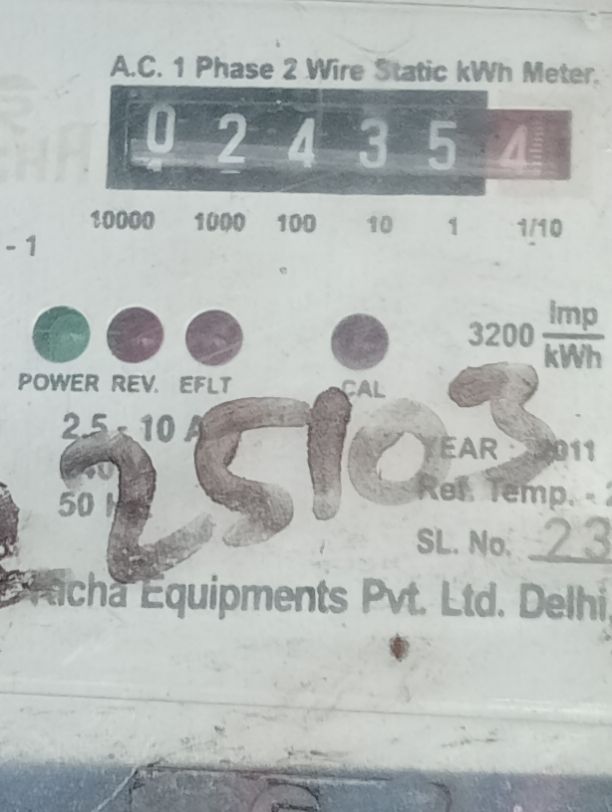 A.C. 1 Phase 2 Wire Static kWh Meter.
0 2 4 3 5 4
10000 1000 100 10 1 1/10
- 1
3200 Imp/kWh
POWER REV. EFLT CAL
2.5 - 10 A
25103
YEAR 2011
50
Ref. Temp. -
SL. No. 23
Richa Equipments Pvt. Ltd. Delhi